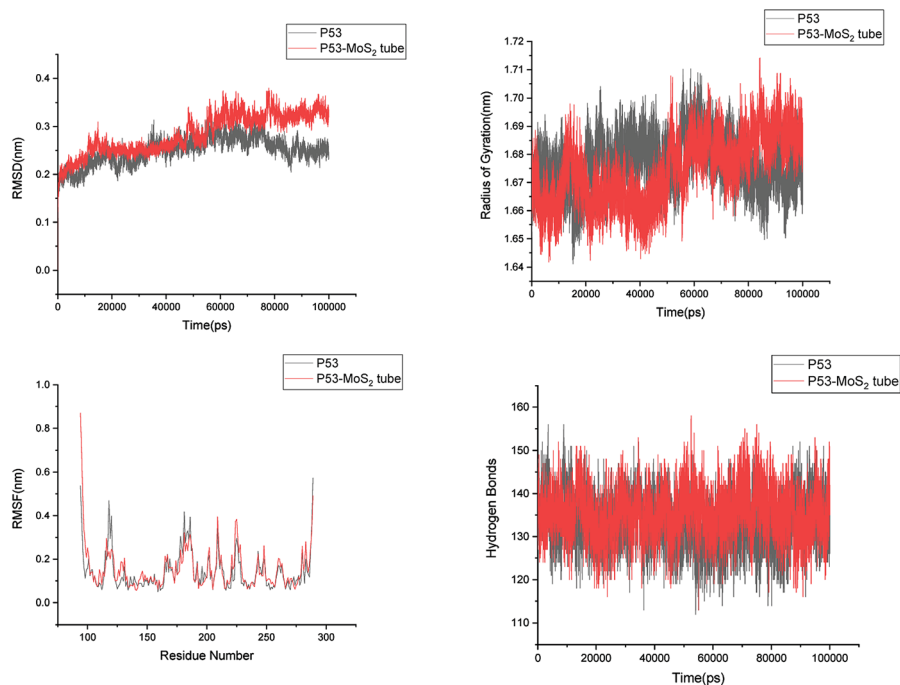 P53
P53-MoS2 tube
RMSD(nm)
0.4
0.3
0.2
0.1
0.0
0 20000 40000 60000 80000 100000
Time(ps)
P53
P53-MoS2 tube
Radius of Gyration(nm)
1.72
1.71
1.70
1.69
1.68
1.67
1.66
1.65
1.64
0 20000 40000 60000 80000 100000
Time(ps)
P53
P53-MoS2 tube
RMSF(nm)
1.0
0.8
0.6
0.4
0.2
0.0
100 150 200 250 300
Residue Number
P53
P53-MoS2 tube
Hydrogen Bonds
160
150
140
130
120
110
0 20000 40000 60000 80000 100000
Time(ps)